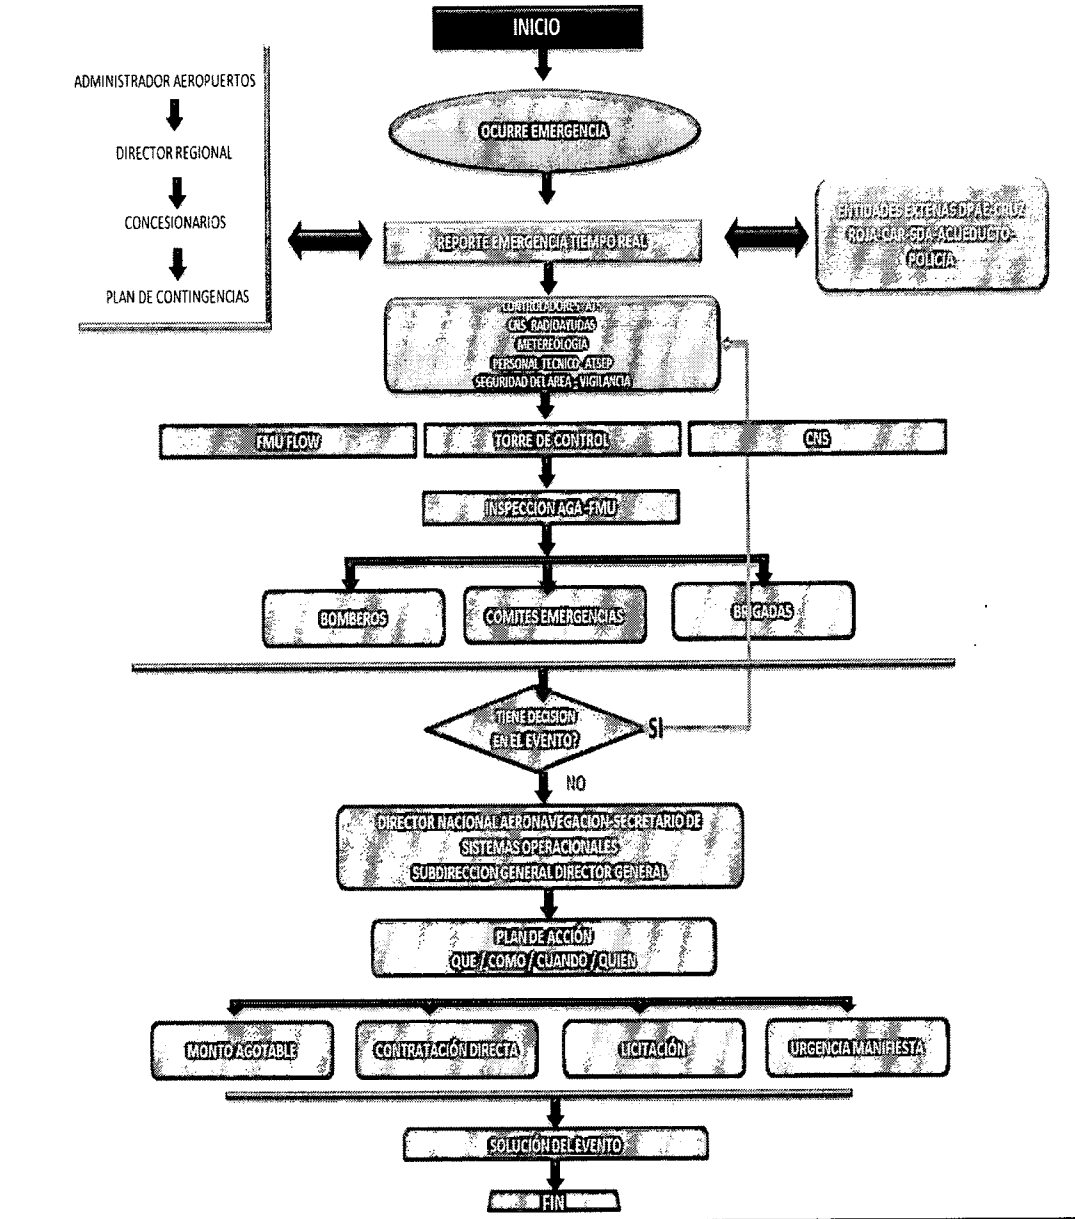 INICIO
ADMINISTRADOR AEROPUERTOS
DIRECTOR REGIONAL
CONCESIONARIOS
PLAN DE CONTINGENCIAS
OCURRE EMERGENCIA
REPORTE EMERGENCIA TIEMPO REAL
ENTIDADES EXTENAS DPAE-CRUZ
ROJA-CAR-SDA-ACUEDUCTO-
POLICIA
CONTROLADORES - ATS
CNS RADIOAYUDAS
METEREOLOGIA
PERSONAL TECNICO - ATSEP
SEGURIDAD DEL AREA - VIGILANCIA
FMU FLOW
TORRE DE CONTROL
CNS
INSPECCION AGA -FMU
BOMBEROS
COMITES EMERGENCIAS
BRIGADAS
TIENE DECISION
EN EL EVENTO?
SI
NO
DIRECTOR NACIONAL AERONAVEGACION-SECRETARIO DE
SISTEMAS OPERACIONALES
SUBDIRECCION GENERAL DIRECTOR GENERAL
PLAN DE ACCIÓN
QUE / COMO / CUANDO / QUIEN
MONTO AGOTABLE
CONTRATACIÓN DIRECTA
LICITACIÓN
URGENCIA MANIFIESTA
SOLUCIÓN DEL EVENTO
FIN